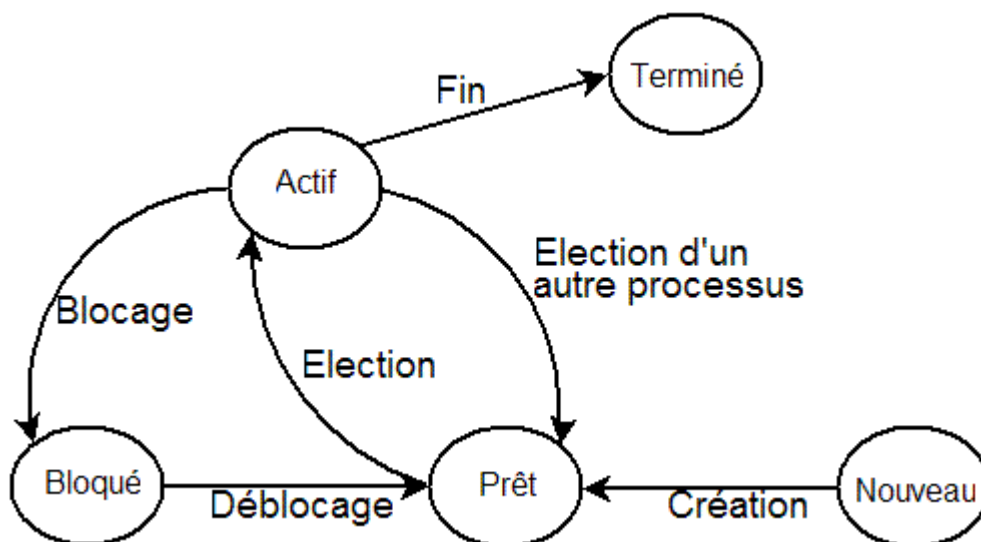 Terminé
Fin
Actif
Election d'un
autre processus
Blocage
Election
Bloqué
Déblocage
Prêt
Création
Nouveau